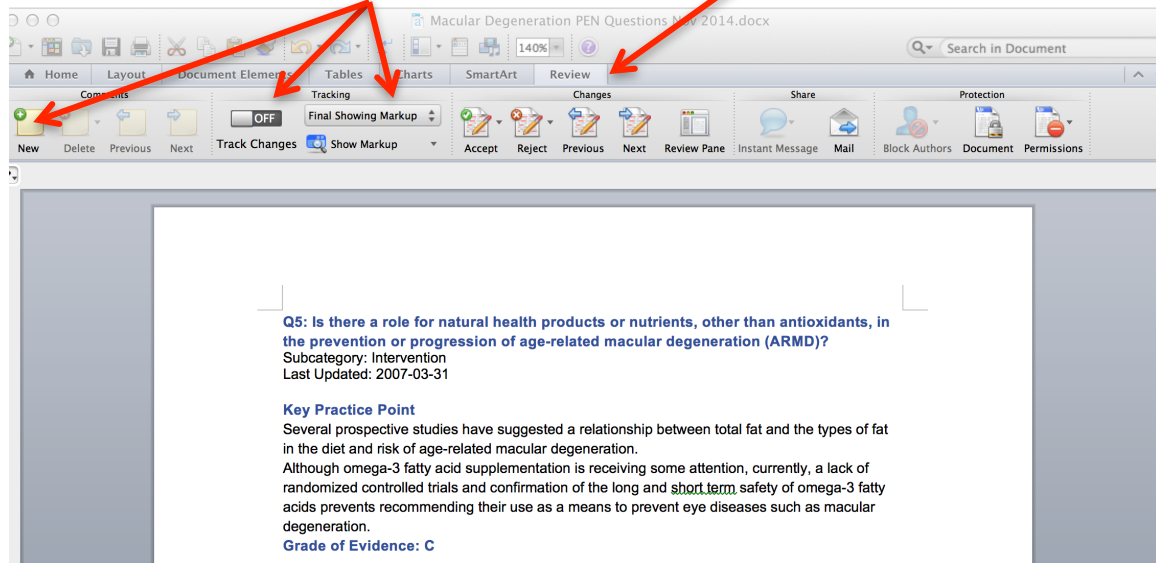 Macular Degeneration PEN Questions Nov 2014.docx
140% Search in Document
Home Layout Document Elements Tables Charts SmartArt Review
Comments Tracking Changes Share Protection
OFF Final Showing Markup
New Delete Previous Next Track Changes Show Markup Accept Reject Previous Next Review Pane Instant Message Mail Block Authors Document Permissions
Q5: Is there a role for natural health products or nutrients, other than antioxidants, in
the prevention or progression of age-related macular degeneration (ARMD)?
Subcategory: Intervention
Last Updated: 2007-03-31
Key Practice Point
Several prospective studies have suggested a relationship between total fat and the types of fat
in the diet and risk of age-related macular degeneration.
Although omega-3 fatty acid supplementation is receiving some attention, currently, a lack of
randomized controlled trials and confirmation of the long and short term safety of omega-3 fatty
acids prevents recommending their use as a means to prevent eye diseases such as macular
degeneration.
Grade of Evidence: C